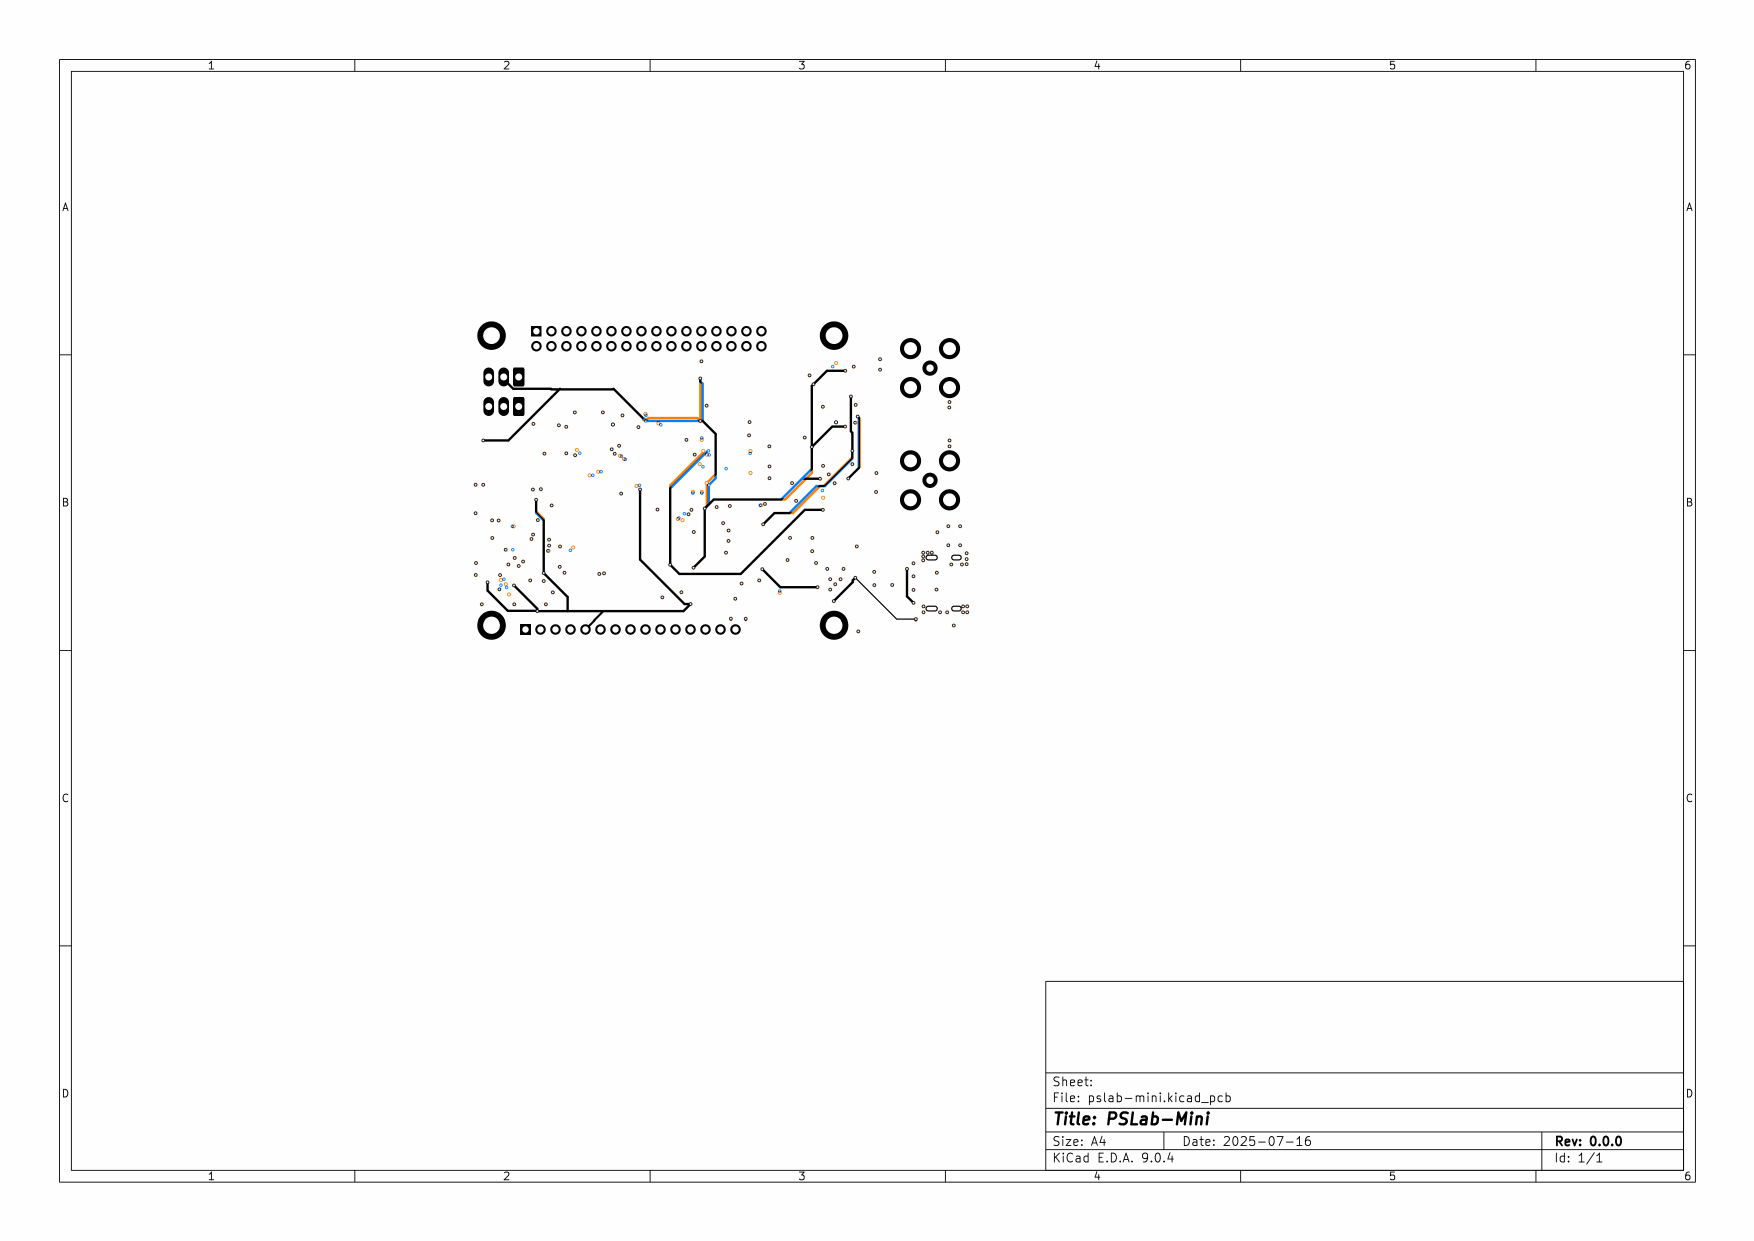 1 2 3 4 5 6
A A
B B
C C
D D
Sheet:
File: pslab-mini.kicad_pcb
Title: PSLab-Mini
Size: A4 Date: 2025-07-16 Rev: 0.0.0
KiCad E.D.A. 9.0.4 Id: 1/1
1 2 3 4 5 6